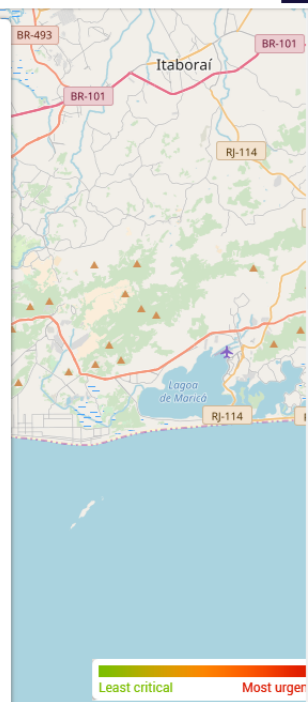 BR-493
Itaboraí
BR-101
BR-101
RJ-114
Lagoa
de Maricá
RJ-114
Least critical
Most urgen